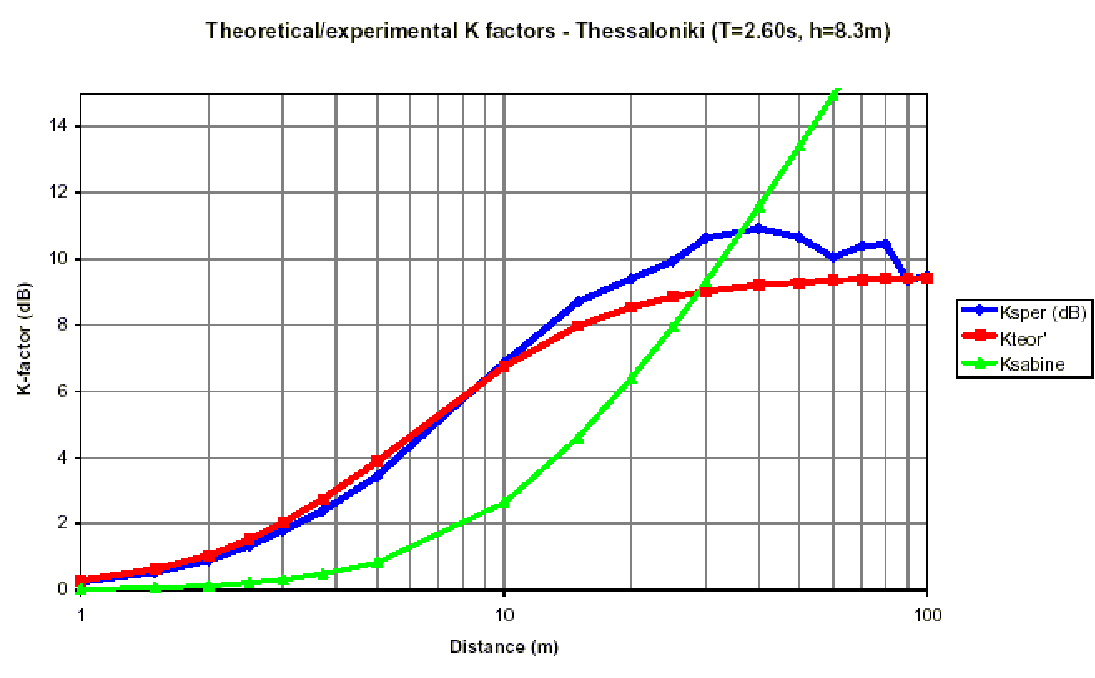 Theoretical/experimental K factors - Thessaloniki (T=2.60s, h=8.3m)
14
12
10
8
6
4
2
0
K-factor (dB)
1
10
100
Distance (m)
Ksper (dB)
Kteor'
Ksabine